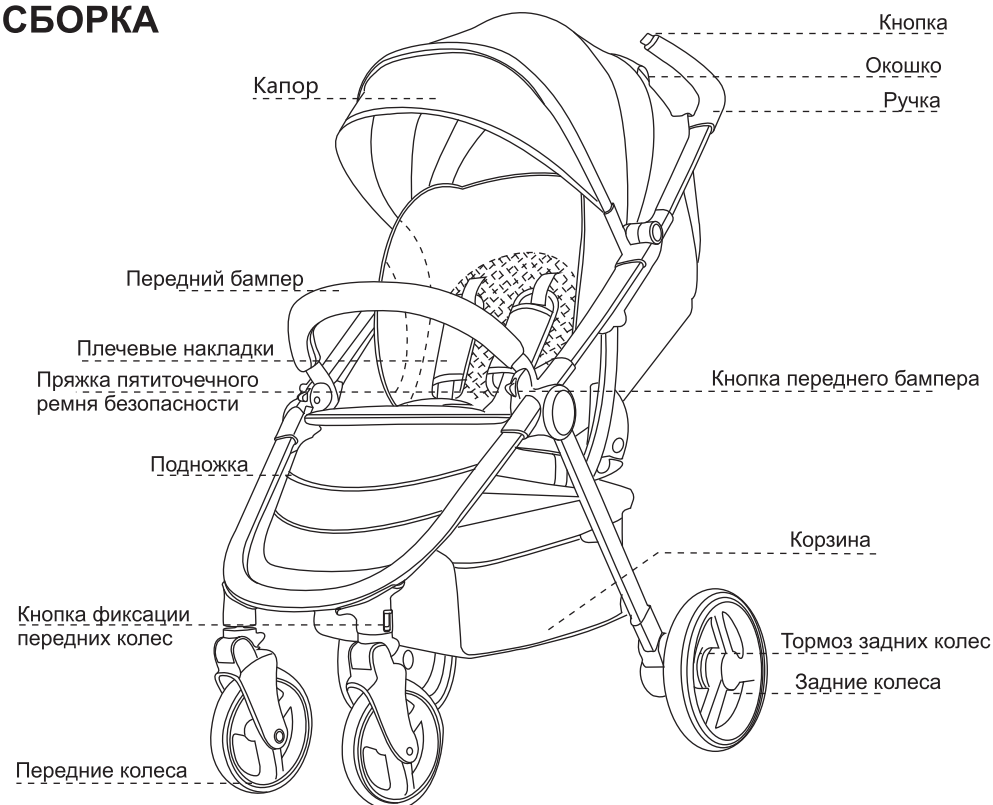 СБОРКА
Кнопка
Окошко
Капор
Ручка
Передний бампер
Плечевые накладки
Пряжка пятиточечного
ремня безопасности
Кнопка переднего бампера
Подножка
Корзина
Кнопка фиксации
передних колес
Тормоз задних колес
Задние колеса
Передние колеса